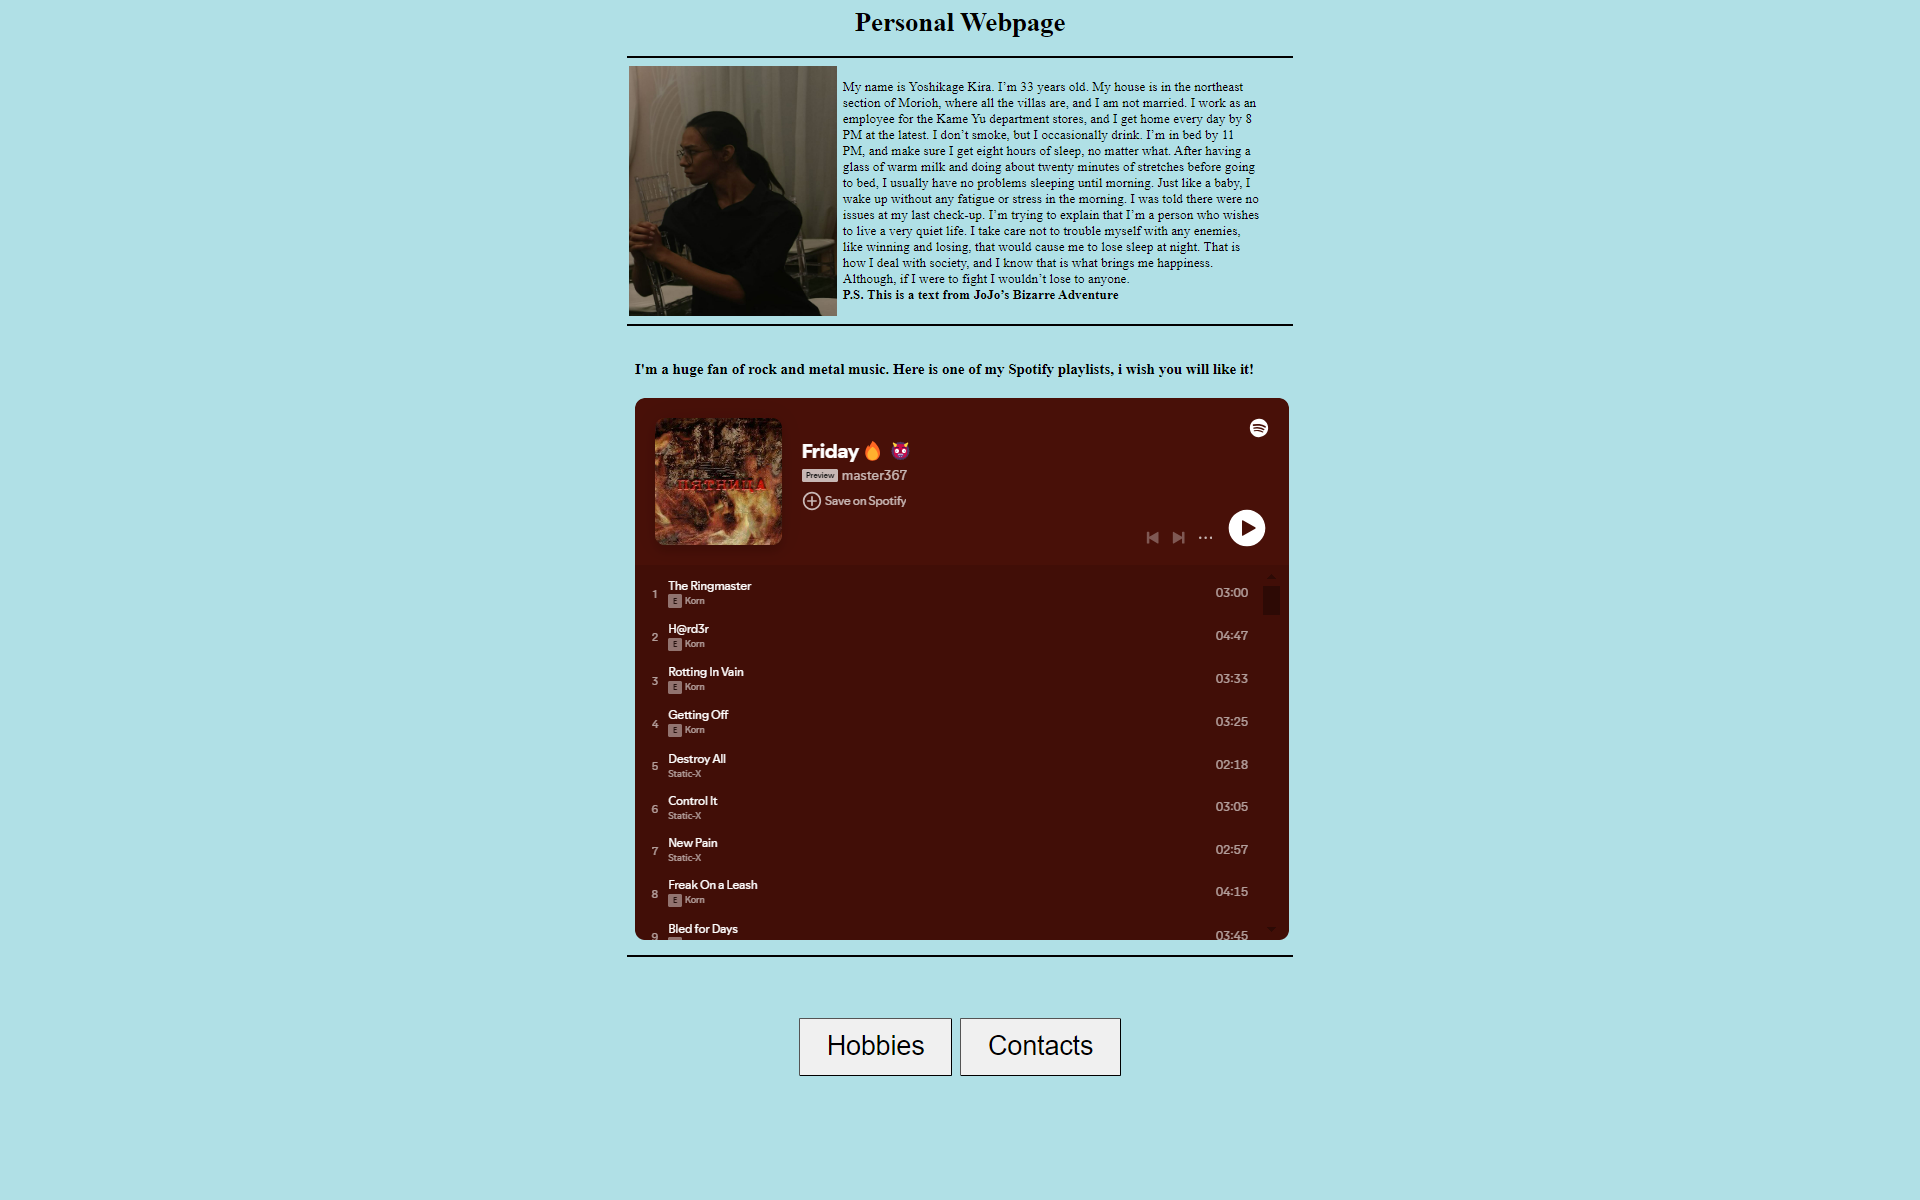 Personal Webpage
My name is Yoshikage Kira. I’m 33 years old. My house is in the northeast
section of Morioh, where all the villas are, and I am not married. I work as an
employee for the Kame Yu department stores, and I get home every day by 8
PM at the latest. I don’t smoke, but I occasionally drink. I’m in bed by 11
PM, and make sure I get eight hours of sleep, no matter what. After having a
glass of warm milk and doing about twenty minutes of stretches before going
to bed, I usually have no problems sleeping until morning. Just like a baby, I
wake up without any fatigue or stress in the morning. I was told there were no
issues at my last check-up. I’m trying to explain that I’m a person who wishes
to live a very quiet life. I take care not to trouble myself with any enemies,
like winning and losing, that would cause me to lose sleep at night. That is
how I deal with society, and I know that is what brings me happiness.
Although, if I were to fight I wouldn’t lose to anyone.
P.S. This is a text from JoJo’s Bizarre Adventure
I'm a huge fan of rock and metal music. Here is one of my Spotify playlists, i wish you will like it!
ПЯТНИЦА
Friday 🔥 👿
Preview master367
Save on Spotify
1 The Ringmaster 03:00
E Korn
2 H@rd3r 04:47
E Korn
3 Rotting In Vain 03:33
E Korn
4 Getting Off 03:25
E Korn
5 Destroy All 02:18
Static-X
6 Control It 03:05
Static-X
7 New Pain 02:57
Static-X
8 Freak On a Leash 04:15
E Korn
9 Bled for Days 03:45
Hobbies Contacts